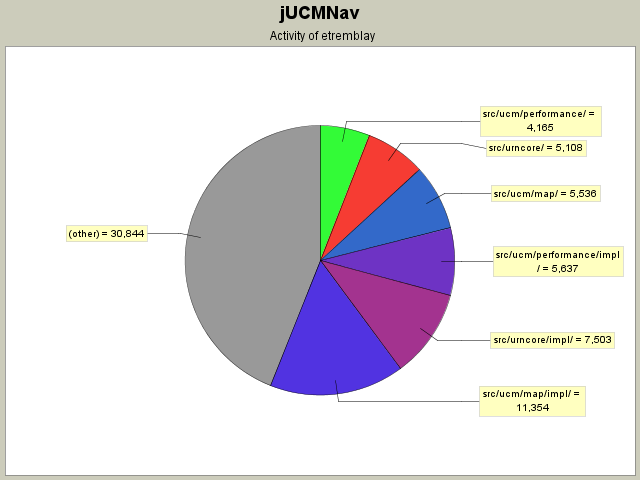 jUCMNav
Activity of etremblay
src/ucm/performance/ =
4,165
src/urncore/ = 5,108
src/ucm/map/ = 5,536
(other) = 30,844
src/ucm/performance/impl
/ = 5,637
src/urncore/impl/ = 7,503
src/ucm/map/impl/ =
11,354